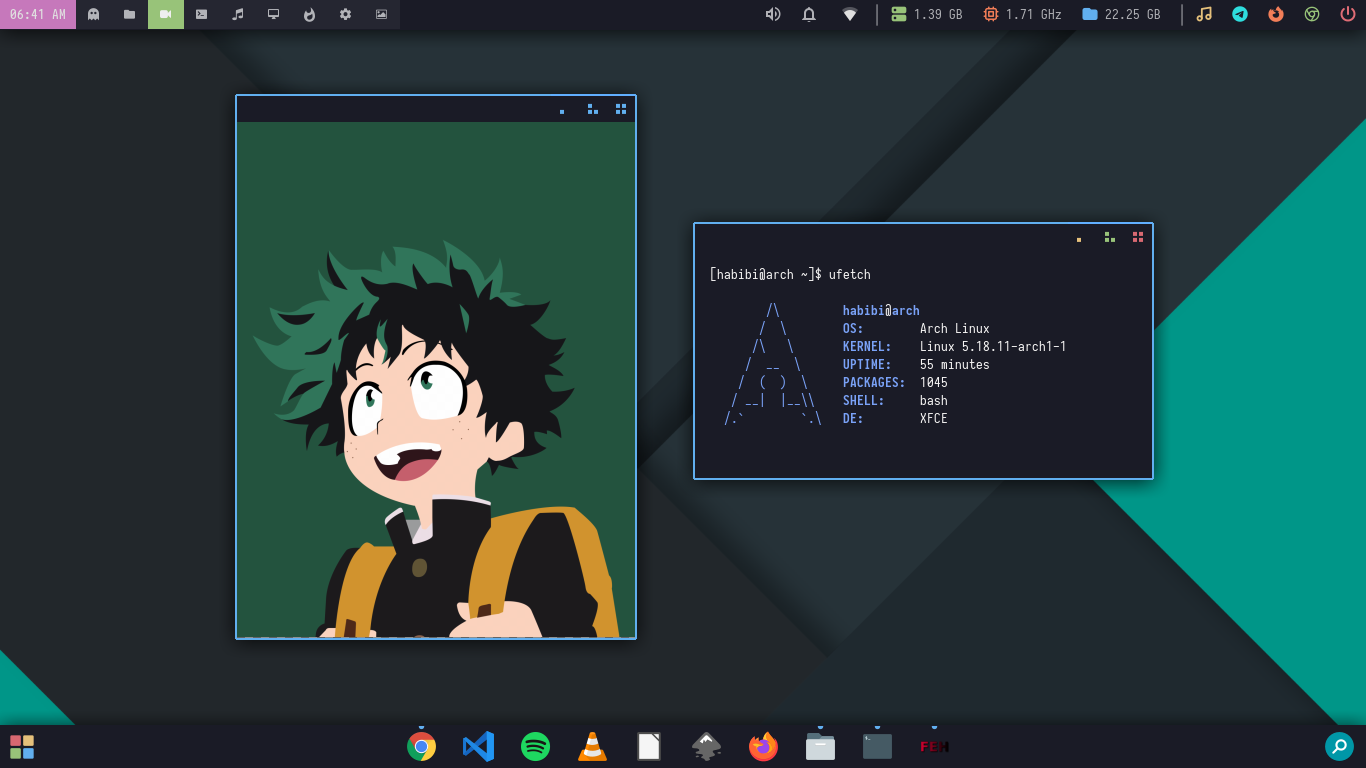 06:41 AM
1.39 GB
1.71 GHz
22.25 GB
[habibi@arch ~]$ ufetch
habibi@arch
OS: Arch Linux
KERNEL: Linux 5.18.11-arch1-1
UPTIME: 55 minutes
PACKAGES: 1045
SHELL: bash
DE: XFCE
FEH